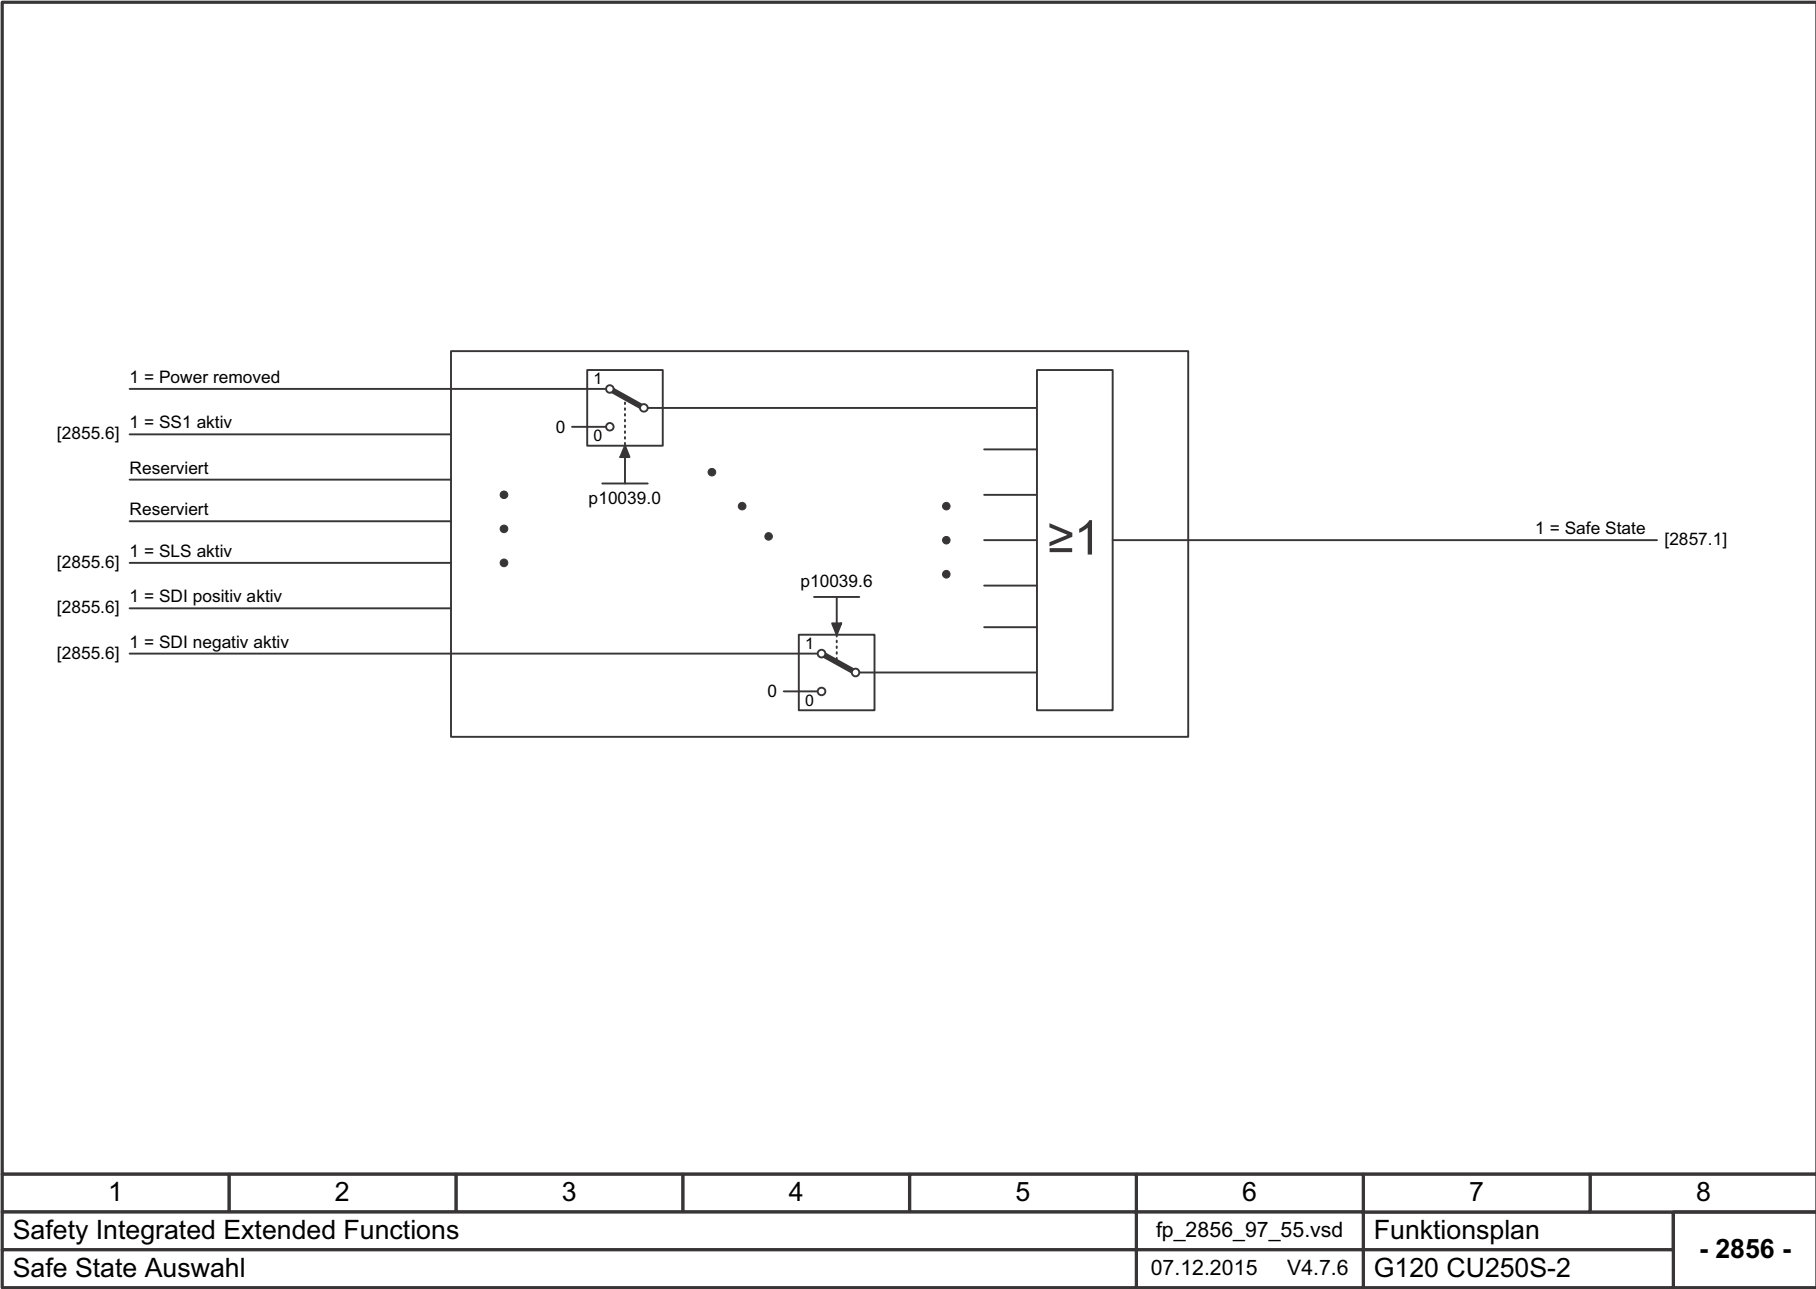 1 = Power removed
[2855.6] 1 = SS1 aktiv
Reserviert
Reserviert
[2855.6] 1 = SLS aktiv
[2855.6] 1 = SDI positiv aktiv
[2855.6] 1 = SDI negativ aktiv
1
0 0
p10039.0
p10039.6
1
0 0
≥1
1 = Safe State [2857.1]
1 2 3 4 5 6 7 8
Safety Integrated Extended Functions fp_2856_97_55.vsd Funktionsplan
- 2856 -
Safe State Auswahl 07.12.2015 V4.7.6 G120 CU250S-2